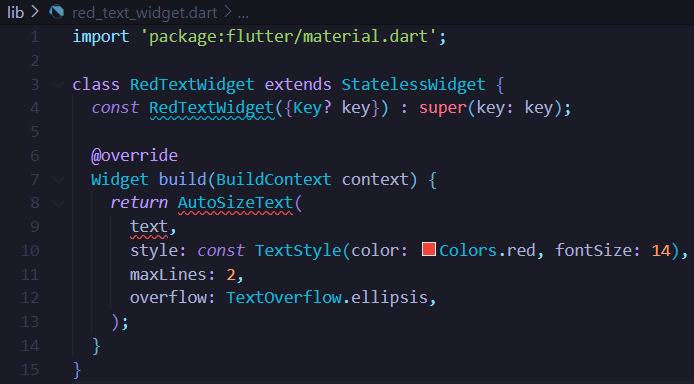 lib > red_text_widget.dart > ...
1 import 'package:flutter/material.dart';
2
3 class RedTextWidget extends StatelessWidget {
4   const RedTextWidget({Key? key}) : super(key: key);
5
6   @override
7   Widget build(BuildContext context) {
8     return AutoSizeText(
9       text,
10       style: const TextStyle(color: Colors.red, fontSize: 14),
11       maxLines: 2,
12       overflow: TextOverflow.ellipsis,
13     );
14   }
15 }